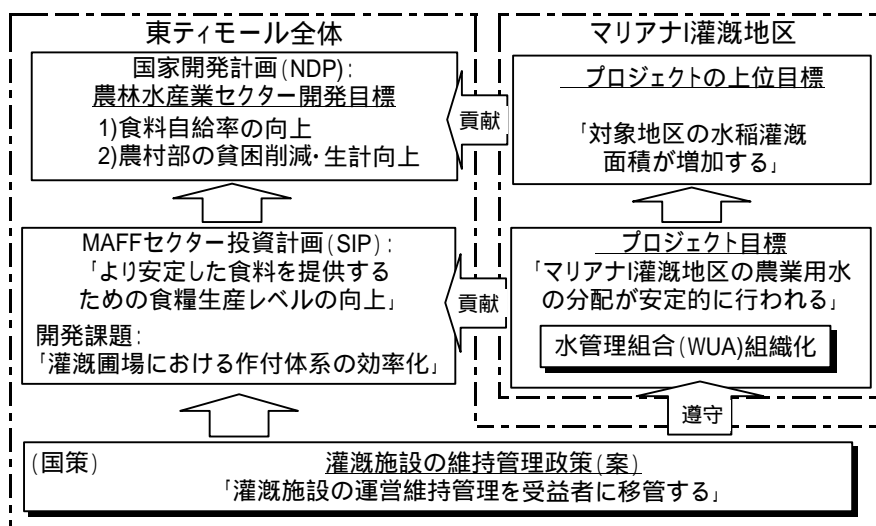 東ティモール全体
国家開発計画(NDP):
農林水産業セクター開発目標
1)食料自給率の向上
2)農村部の貧困削減・生計向上
MAFFセクター投資計画(SIP):
「より安定した食料を提供する
ための食糧生産レベルの向上」
開発課題:
「灌漑圃場における作付体系の効率化」
貢献
貢献
マリアナI灌漑地区
プロジェクトの上位目標
「対象地区の水稲灌漑
面積が増加する」
プロジェクト目標
「マリアナI灌漑地区の農業用水
の分配が安定的に行われる」
水管理組合(WUA)組織化
遵守
(国策) 灌漑施設の維持管理政策(案)
「灌漑施設の運営維持管理を受益者に移管する」